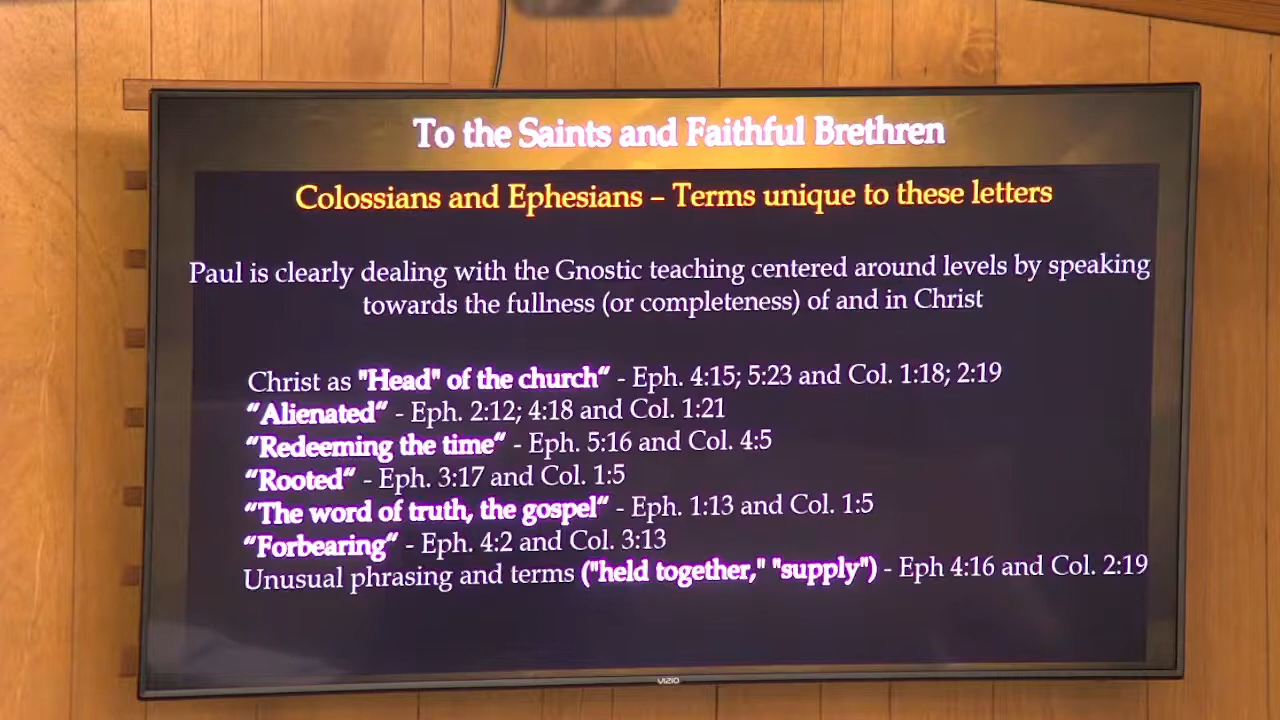 To the Saints and Faithful Brethren
Colossians and Ephesians – Terms unique to these letters
Paul is clearly dealing with the Gnostic teaching centered around levels by speaking
towards the fullness (or completeness) of and in Christ
Christ as "Head" of the church“ - Eph. 4:15; 5:23 and Col. 1:18; 2:19
“Alienated“ - Eph. 2:12; 4:18 and Col. 1:21
“Redeeming the time“ - Eph. 5:16 and Col. 4:5
“Rooted“ - Eph. 3:17 and Col. 1:5
“The word of truth, the gospel“ - Eph. 1:13 and Col. 1:5
“Forbearing“ - Eph. 4:2 and Col. 3:13
Unusual phrasing and terms ("held together," "supply") - Eph 4:16 and Col. 2:19
VIZIO